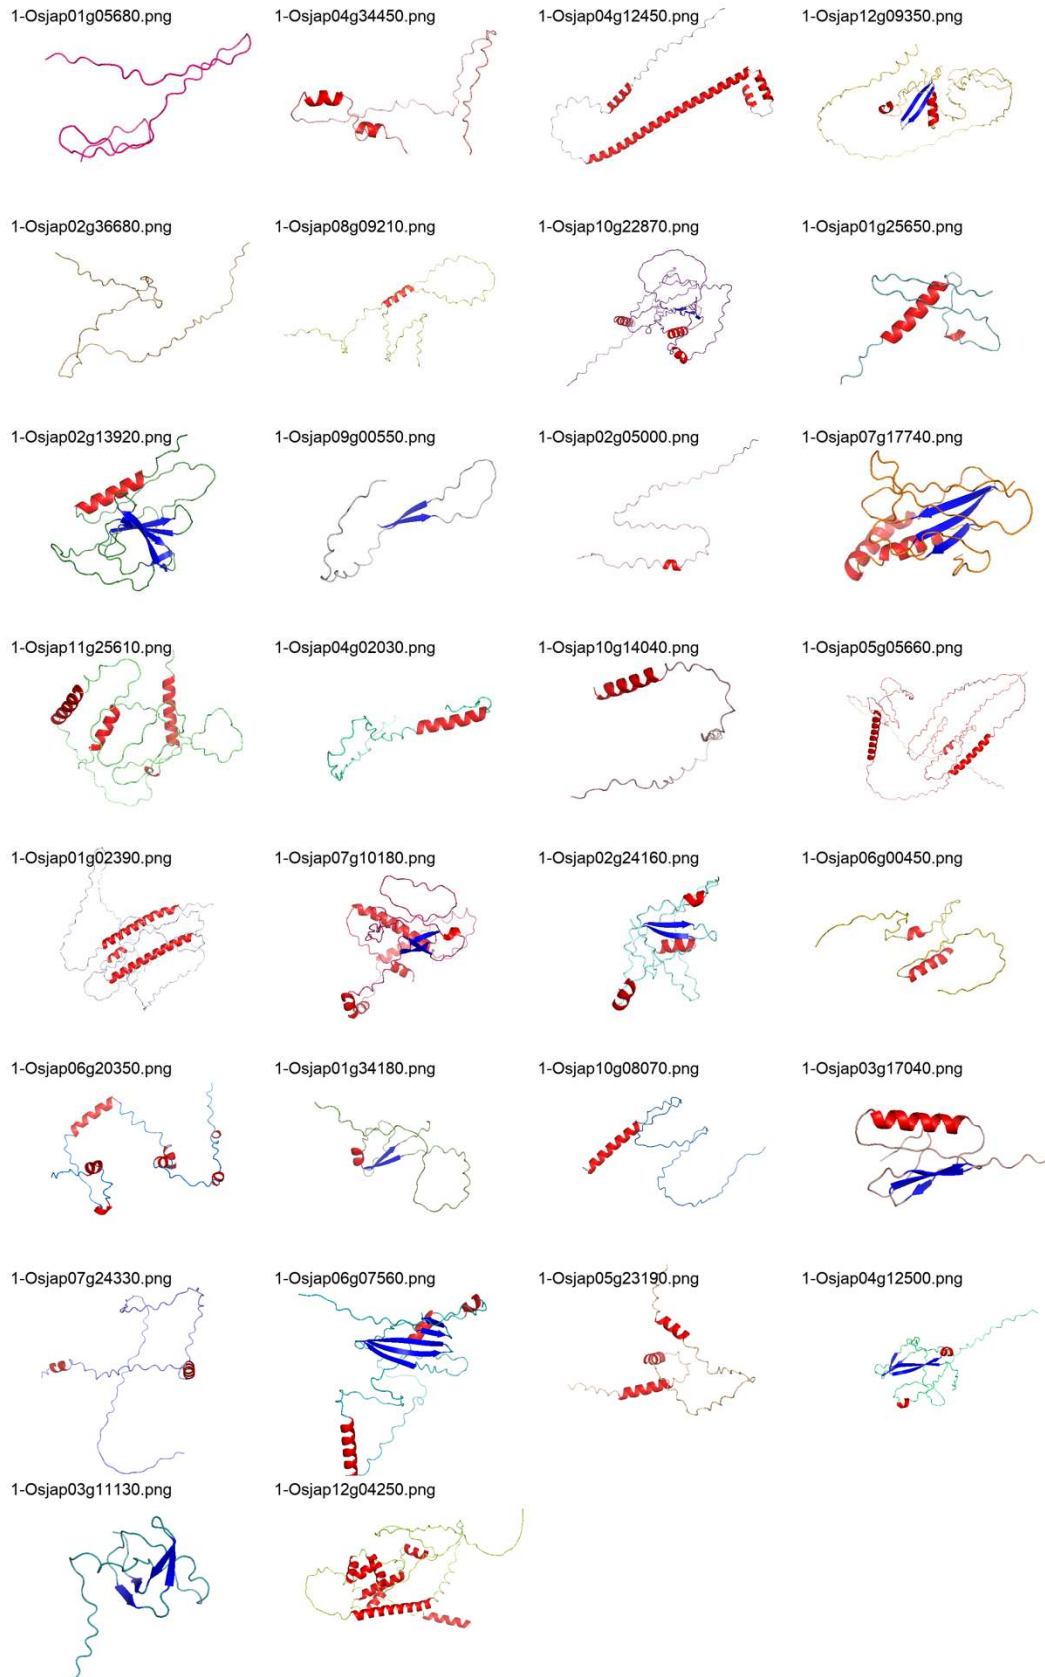 1-Osjap01g05680.png
1-Osjap04g34450.png
1-Osjap04g12450.png
1-Osjap12g09350.png
1-Osjap02g36680.png
1-Osjap08g09210.png
1-Osjap10g22870.png
1-Osjap01g25650.png
1-Osjap02g13920.png
1-Osjap09g00550.png
1-Osjap02g05000.png
1-Osjap07g17740.png
1-Osjap11g25610.png
1-Osjap04g02030.png
1-Osjap10g14040.png
1-Osjap05g05660.png
1-Osjap01g02390.png
1-Osjap07g10180.png
1-Osjap02g24160.png
1-Osjap06g00450.png
1-Osjap06g20350.png
1-Osjap01g34180.png
1-Osjap10g08070.png
1-Osjap03g17040.png
1-Osjap07g24330.png
1-Osjap06g07560.png
1-Osjap05g23190.png
1-Osjap04g12500.png
1-Osjap03g11130.png
1-Osjap12g04250.png